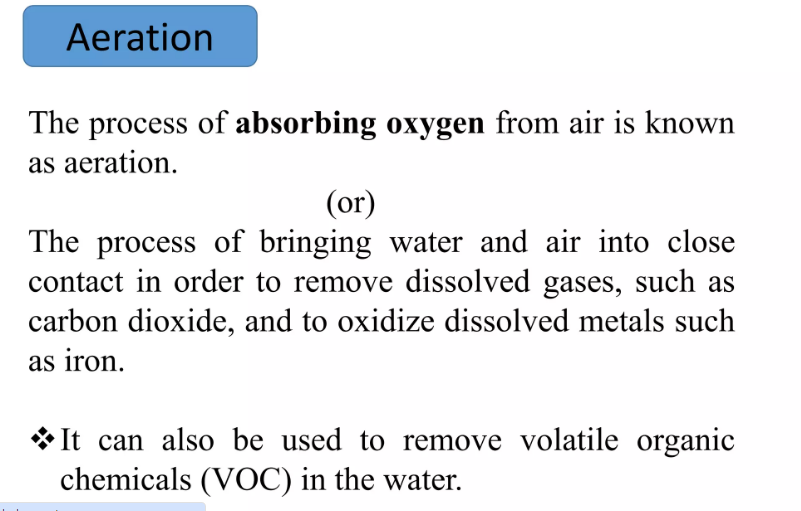 Aeration
The process of absorbing oxygen from air is known
as aeration.
(or)
The process of bringing water and air into close
contact in order to remove dissolved gases, such as
carbon dioxide, and to oxidize dissolved metals such
as iron.
❖It can also be used to remove volatile organic
chemicals (VOC) in the water.